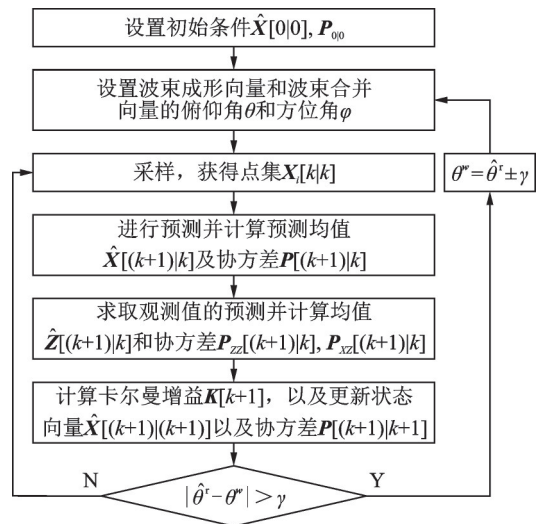 设置初始条件X̂[0|0], P₀|₀
设置波束成形向量和波束合并
向量的俯仰角θ和方位角φ
采样，获得点集Xᵢ[k|k]
θʷ=θ̂ʳ±γ
进行预测并计算预测均值
X̂[(k+1)|k]及协方差P[(k+1)|k]
求取观测值的预测并计算均值
Ẑ[(k+1)|k]和协方差P_ZZ[(k+1)|k], P_XZ[(k+1)|k]
计算卡尔曼增益K[k+1]，以及更新状态
向量X̂[(k+1)|(k+1)]以及协方差P[(k+1)|k+1]
N
Y
|θ̂ʳ−θʷ|>γ